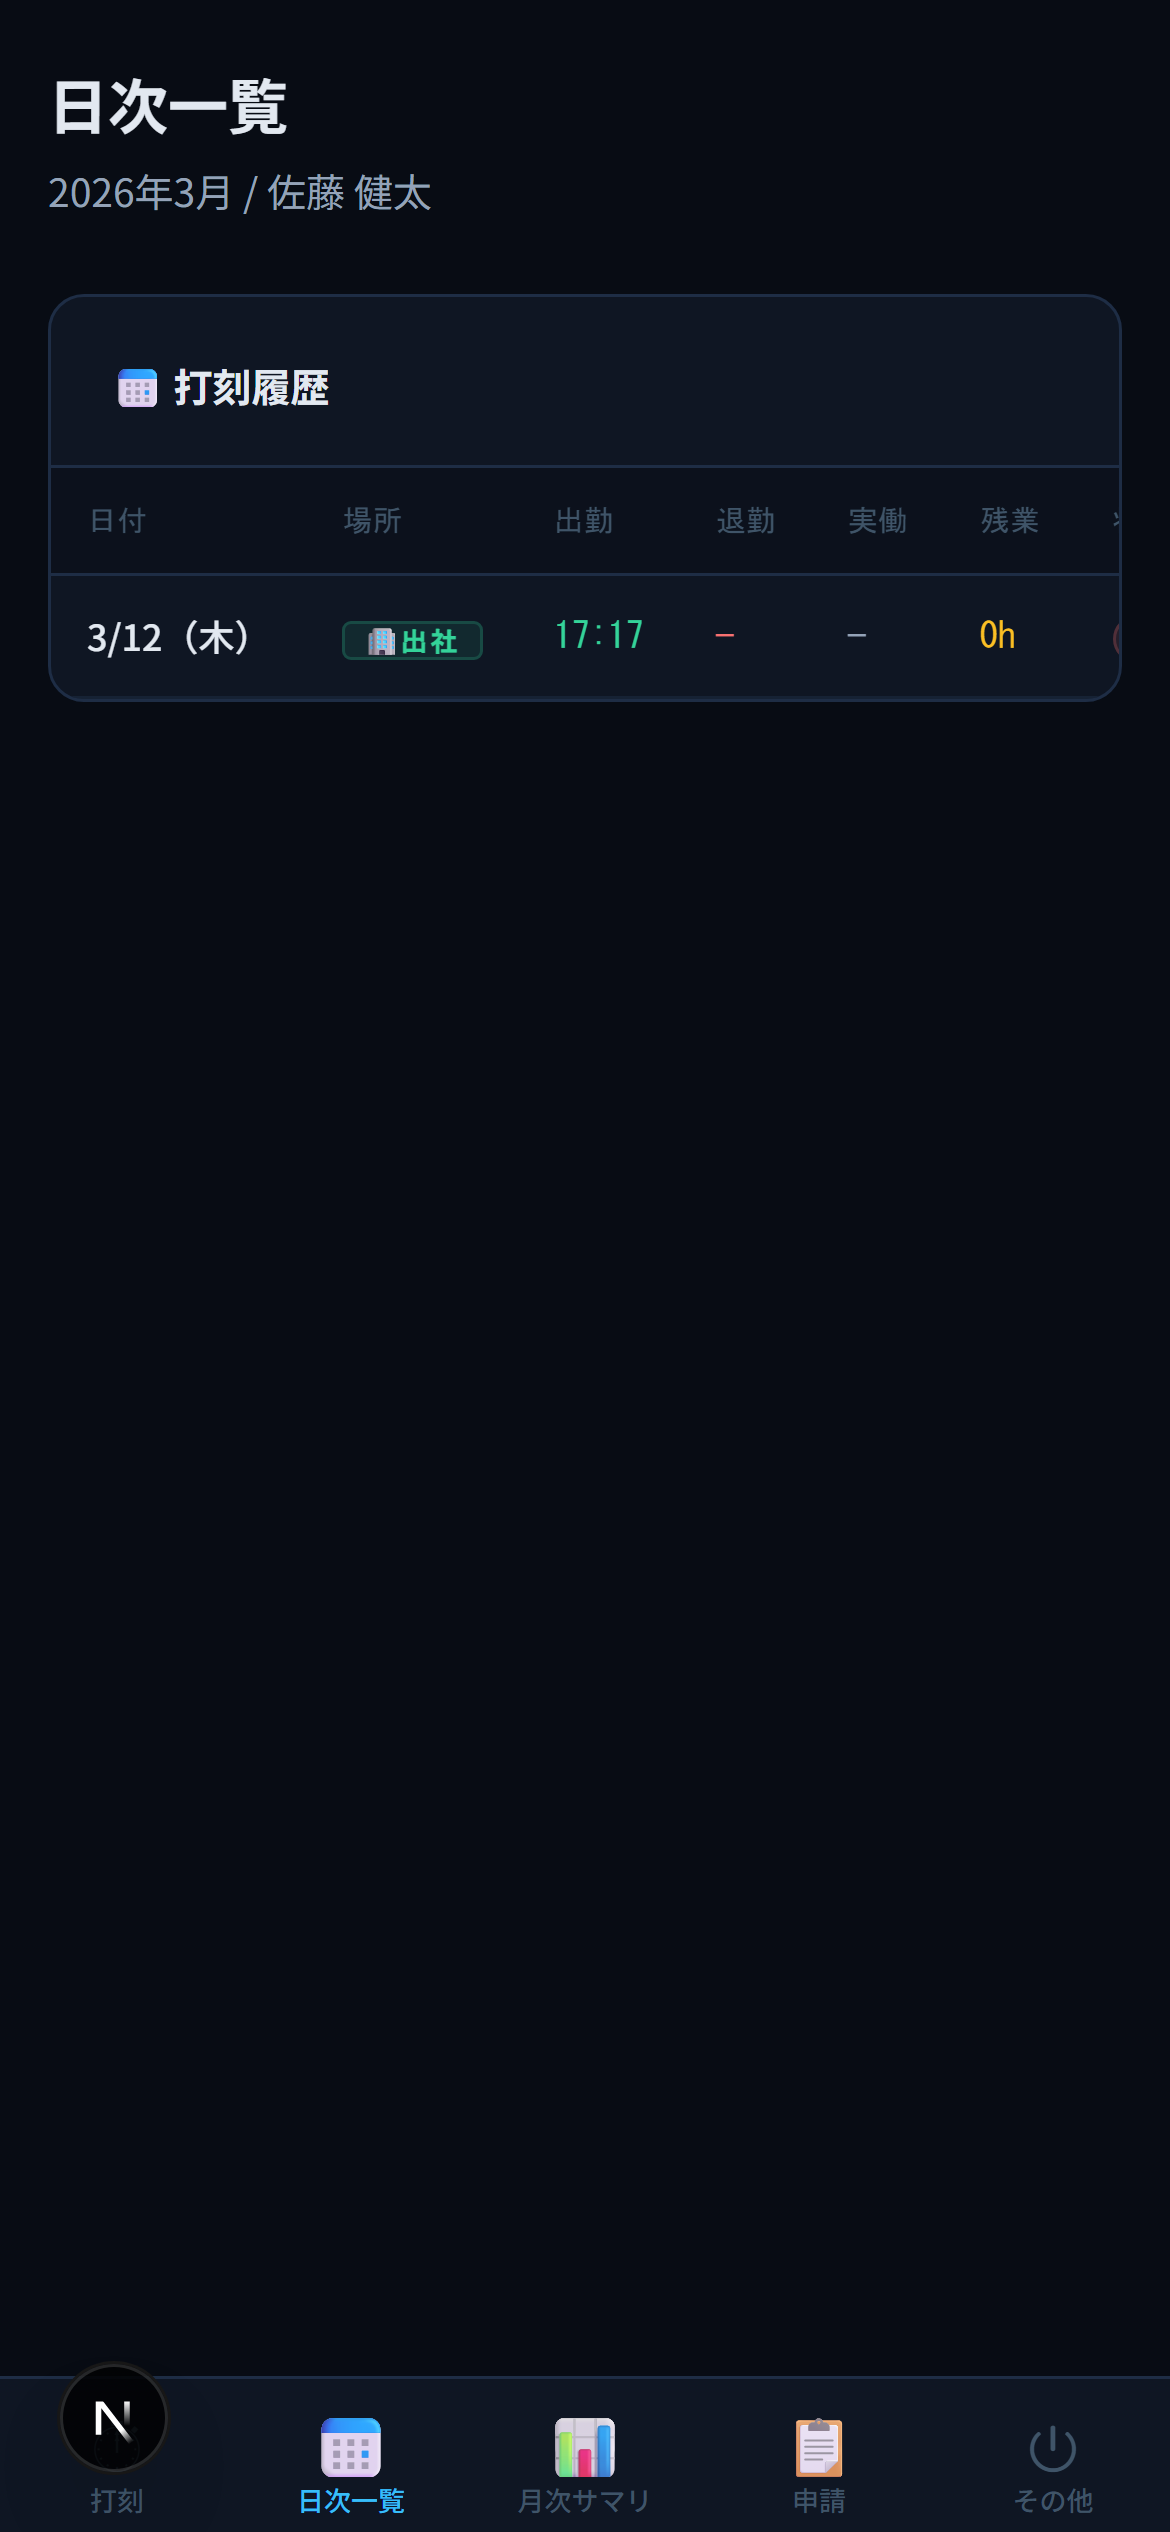 日次一覧
2026年3月 / 佐藤 健太
打刻履歴
日付 場所 出勤 退勤 実働 残業
3/12（木） 出社 17:17 — — 0h
N
打刻 日次一覧 月次サマリ 申請 その他